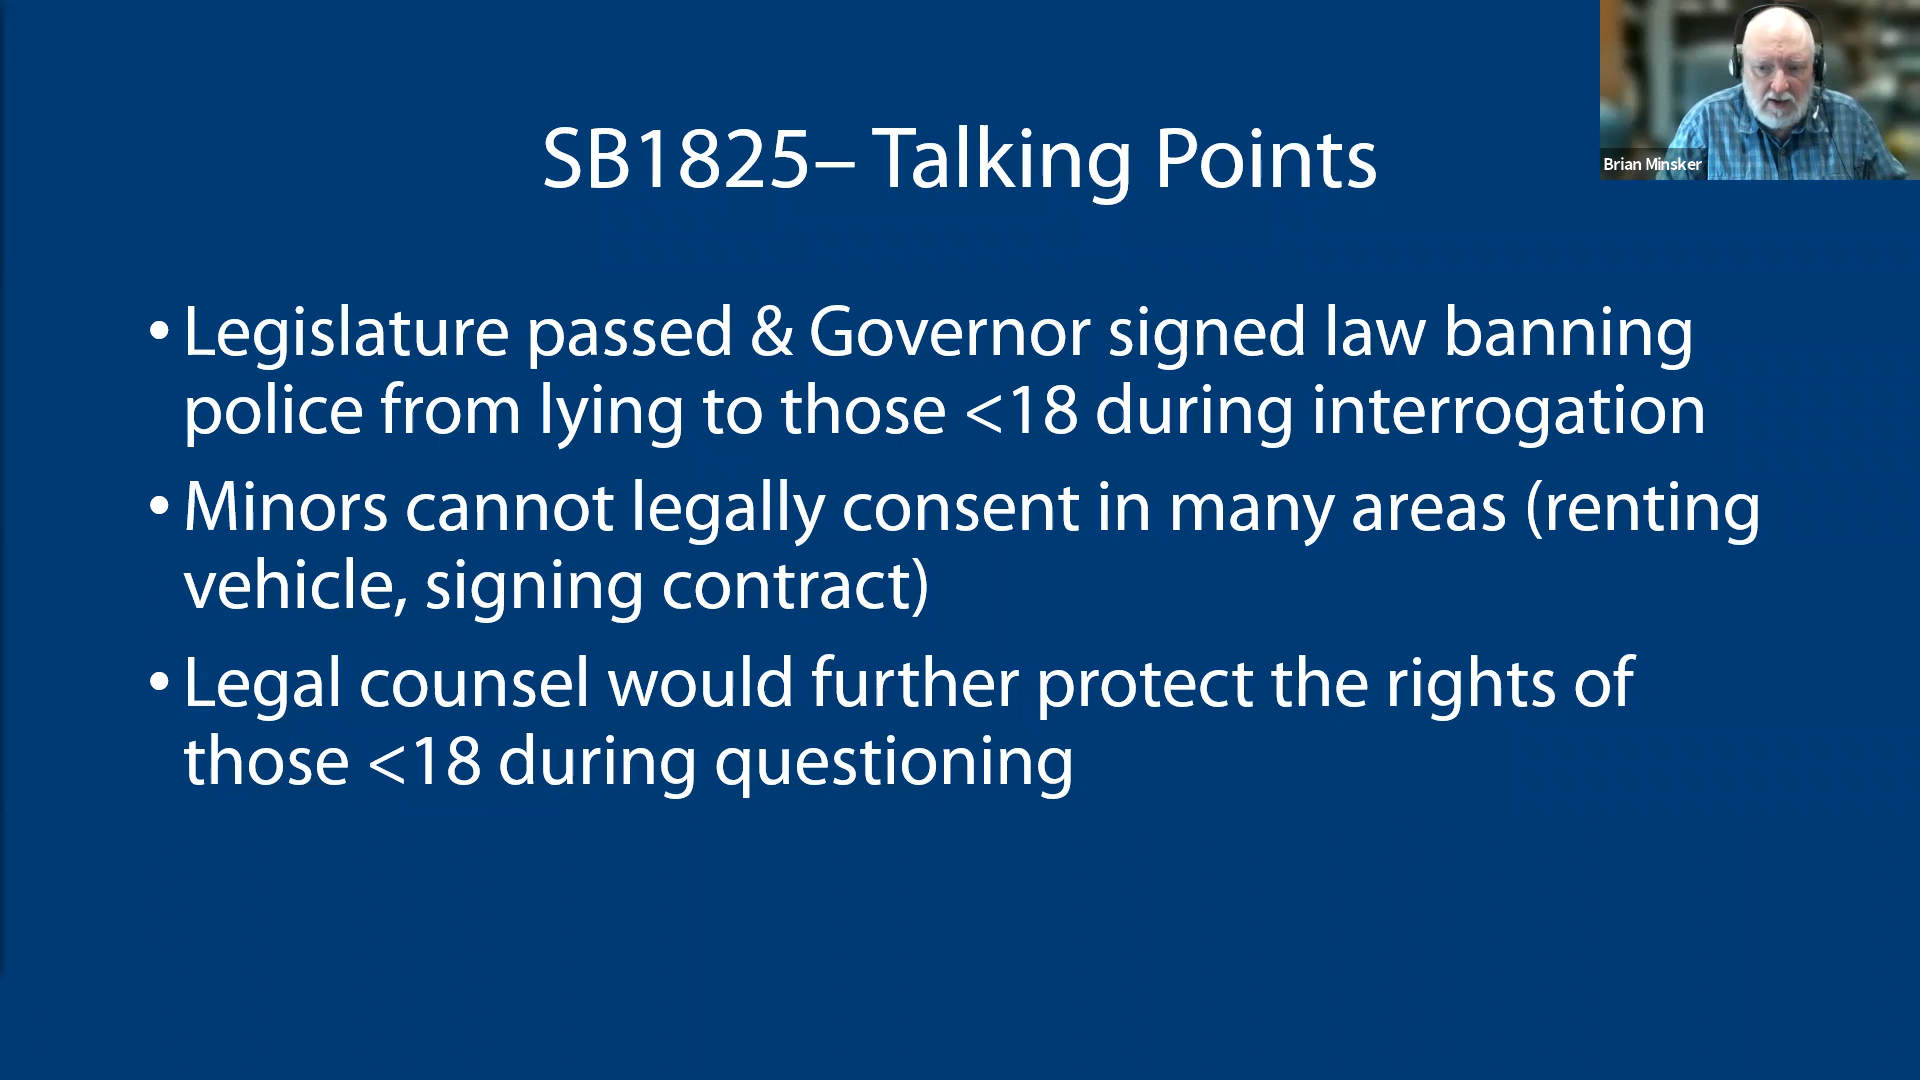 SB1825– Talking Points
Brian Minsker
• Legislature passed & Governor signed law banning
police from lying to those <18 during interrogation
• Minors cannot legally consent in many areas (renting
vehicle, signing contract)
• Legal counsel would further protect the rights of
those <18 during questioning